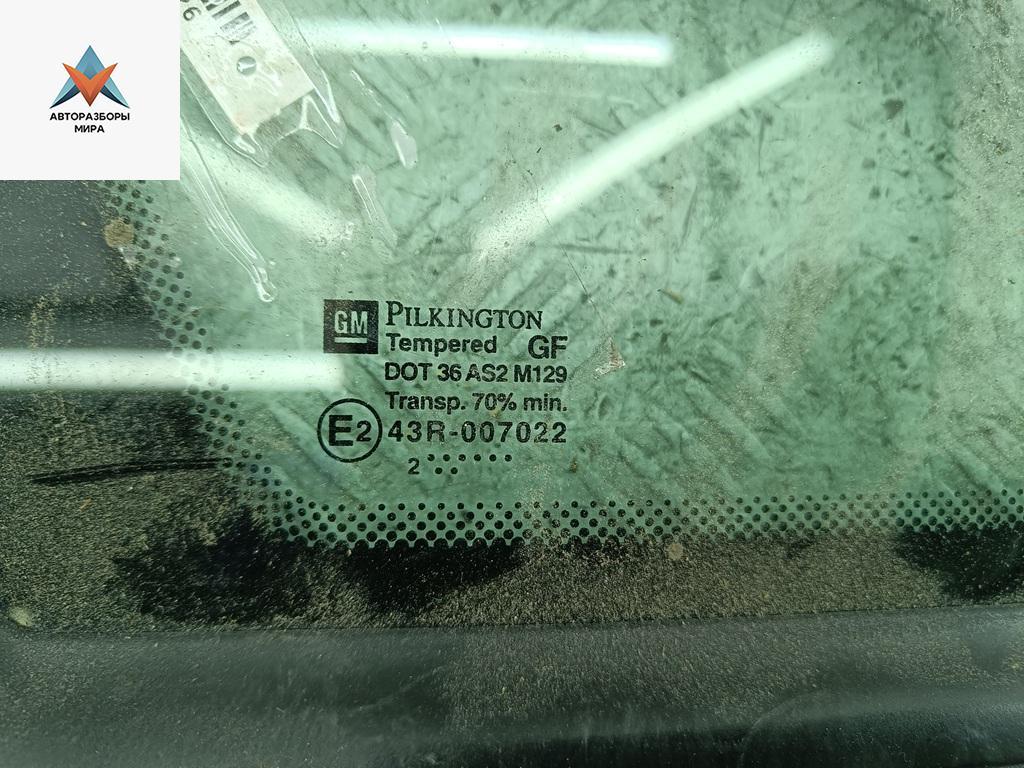 АВТОРАЗБОРЫ
МИРА
GM PILKINGTON
Tempered GF
DOT 36 AS2 M129
Transp. 70% min.
E2 43R-007022
2